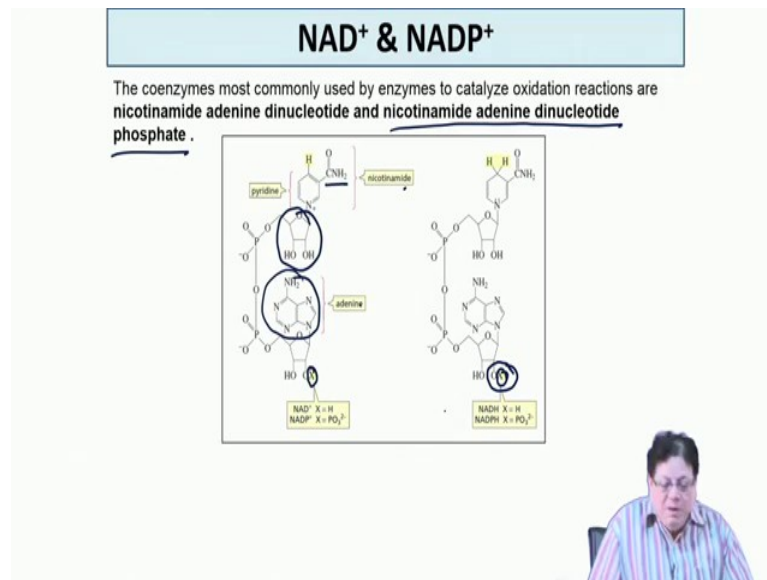 NAD⁺ & NADP⁺
The coenzymes most commonly used by enzymes to catalyze oxidation reactions are
nicotinamide adenine dinucleotide and nicotinamide adenine dinucleotide
phosphate .
H O H H O
CNH₂ CNH₂
pyridine nicotinamide
N⁺ N
O O O O O O
P P
⁻O HO OH ⁻O HO OH
O NH₂ O NH₂
N N N N
adenine
O N N O N N
P O P O
⁻O O ⁻O O
HO OX HO OX
NAD⁺ X = H NADH X = H
NADP⁺ X = PO₃²⁻ NADPH X = PO₃²⁻